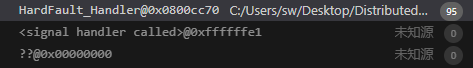 HardFault_Handler@0x0800cc70 C:/Users/sw/Desktop/Distributed... 95
<signal handler called>@0xffffffe1 未知源 0
??@0x00000000 未知源 0